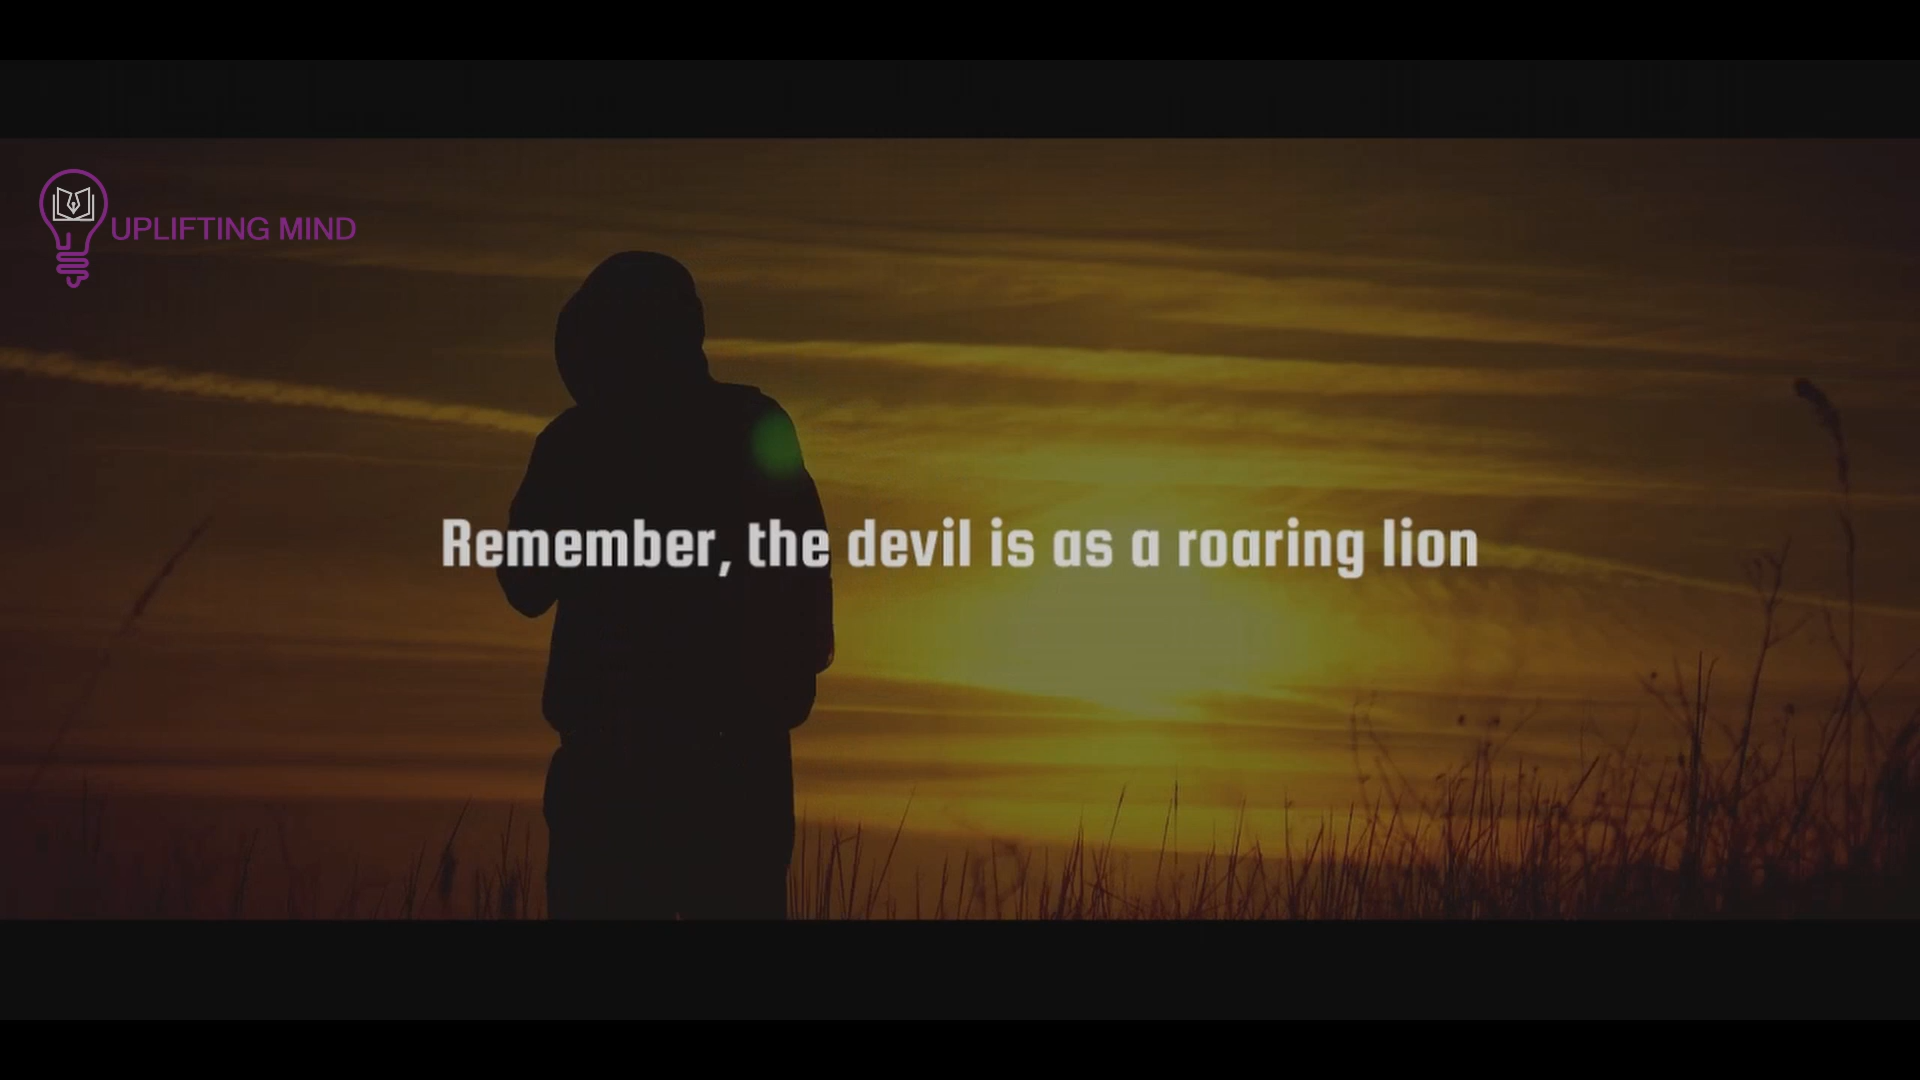 UPLIFTING MIND
Remember, the devil is as a roaring lion